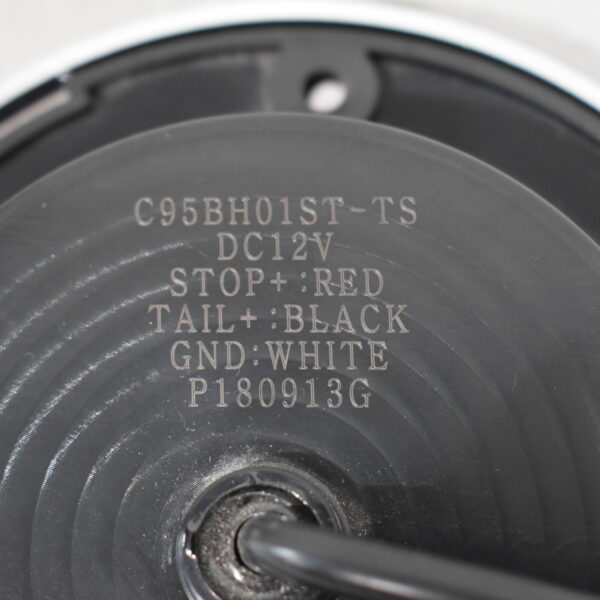 C95BH01ST-TS
DC12V
STOP+:RED
TAIL+:BLACK
GND:WHITE
P180913G